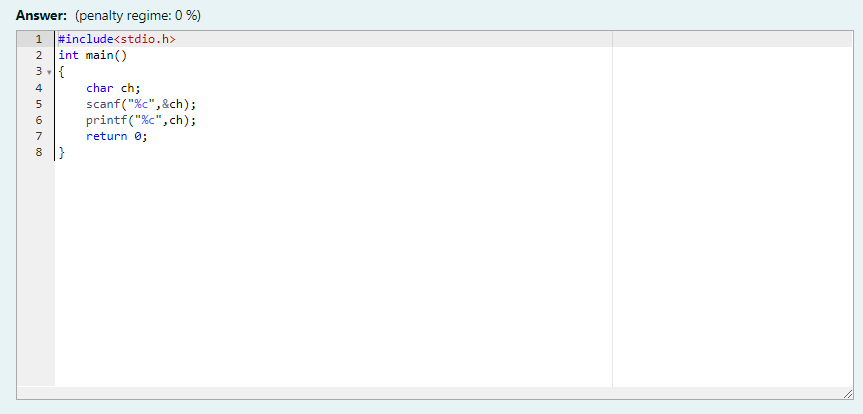 Answer: (penalty regime: 0 %)
1 #include<stdio.h>
2 int main()
3 {
4 char ch;
5 scanf("%c",&ch);
6 printf("%c",ch);
7 return 0;
8 }